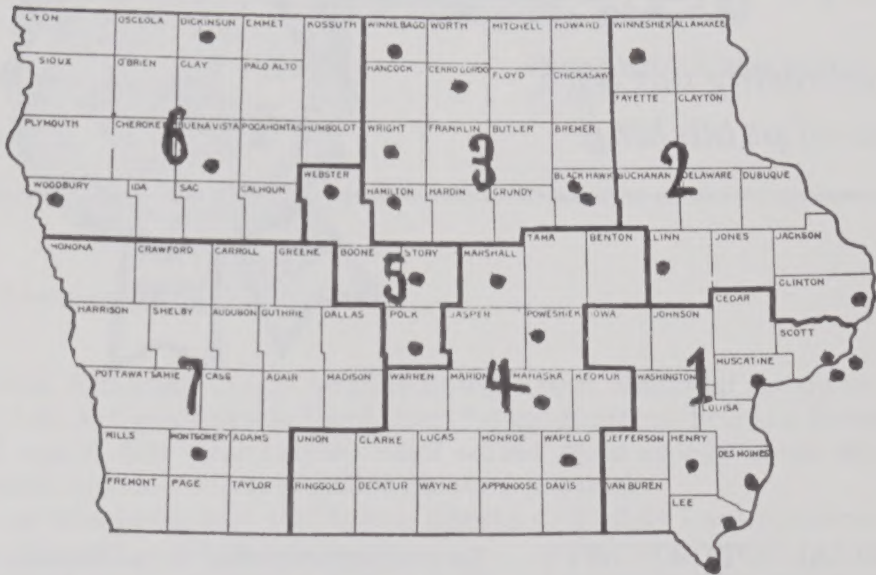 LYON OSCEOLA DICKINSON EMMET KOSSUTH WINNEBAGO WORTH MITCHELL HOWARD WINNESHIEK ALLAMAKEE
SIOUX O'BRIEN CLAY PALO ALTO HANCOCK CERRO GORDO FLOYD CHICKASAW
FAYETTE CLAYTON
PLYMOUTH CHEROKEE BUENA VISTA POCAHONTAS HUMBOLDT WRIGHT FRANKLIN BUTLER BREMER
6 3 2
WOODBURY IDA SAC CALHOUN WEBSTER HAMILTON HARDIN GRUNDY BLACK HAWK BUCHANAN DELAWARE DUBUQUE
MONONA CRAWFORD CARROLL GREENE BOONE STORY MARSHALL TAMA BENTON LINN JONES JACKSON
5
CLINTON
HARRISON SHELBY AUDUBON GUTHRIE DALLAS POLK JASPER POWESHIEK IOWA JOHNSON CEDAR
SCOTT
MUSCATINE
7 4 1
POTTAWATTAMIE CASS ADAIR MADISON WARREN MARION MAHASKA KEOKUK WASHINGTON
LOUISA
MILLS MONTGOMERY ADAMS UNION CLARKE LUCAS MONROE WAPELLO JEFFERSON HENRY
DES MOINES
FREMONT PAGE TAYLOR RINGGOLD DECATUR WAYNE APPANOOSE DAVIS VAN BUREN
LEE